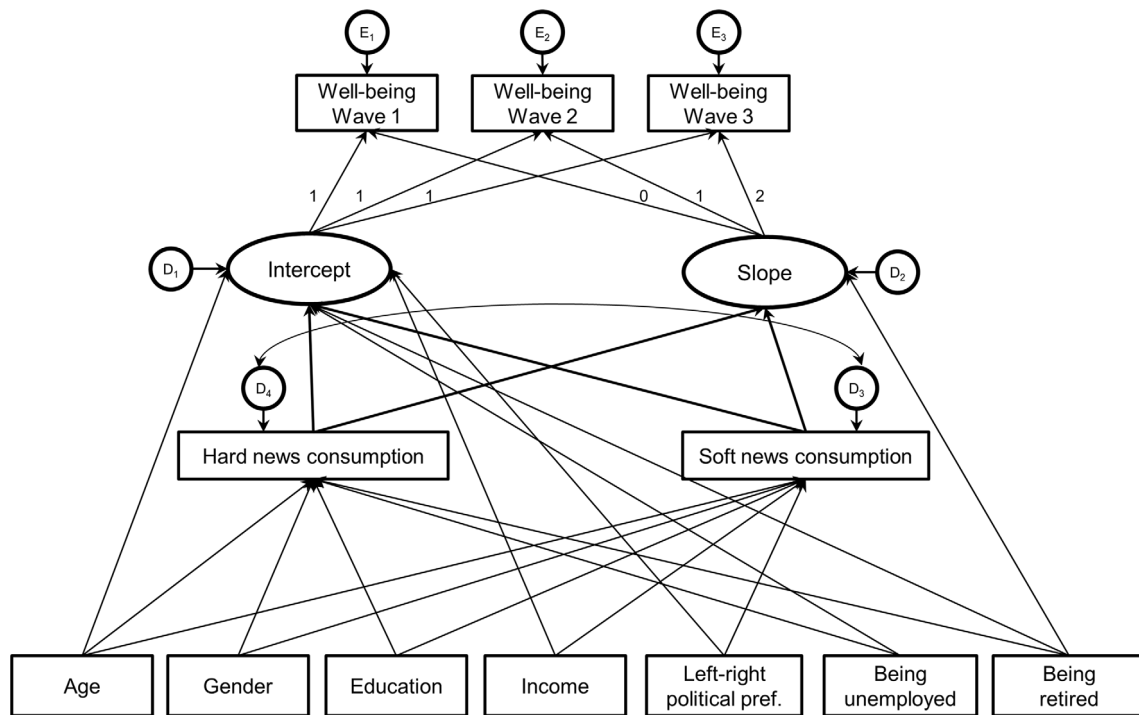 E1 E2 E3
Well-being Well-being Well-being
Wave 1 Wave 2 Wave 3
1 1 1 0 1 2
D1 Intercept Slope D2
D4 D3
Hard news consumption Soft news consumption
Age Gender Education Income Left-right political pref. Being unemployed Being retired